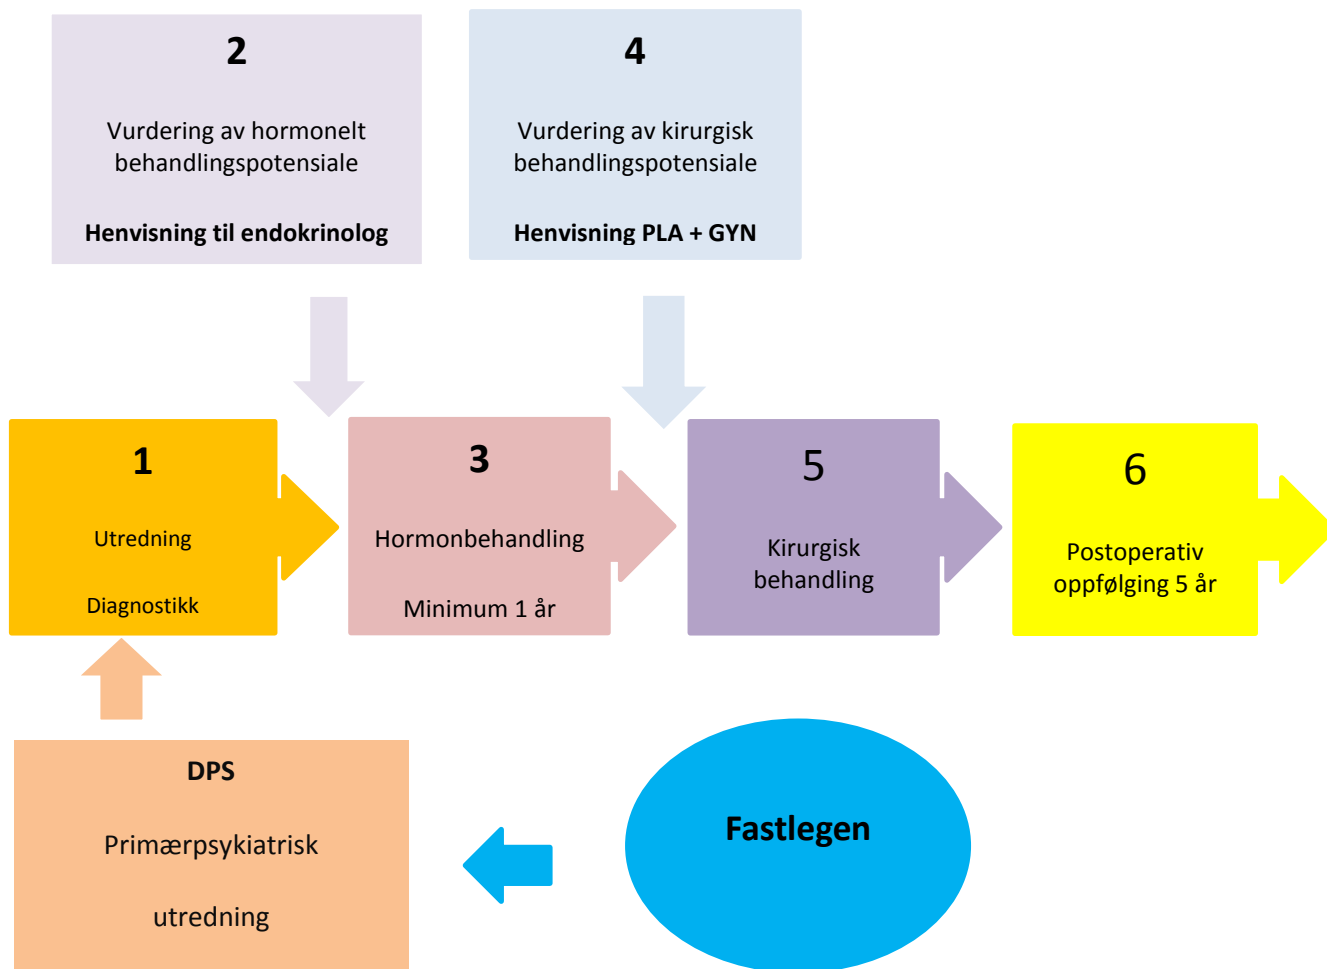 2
Vurdering av hormonelt
behandlingspotensiale
Henvisning til endokrinolog
4
Vurdering av kirurgisk
behandlingspotensiale
Henvisning PLA + GYN
1
Utredning
Diagnostikk
3
Hormonbehandling
Minimum 1 år
5
Kirurgisk
behandling
6
Postoperativ
oppfølging 5 år
DPS
Primærpsykiatrisk
utredning
Fastlegen